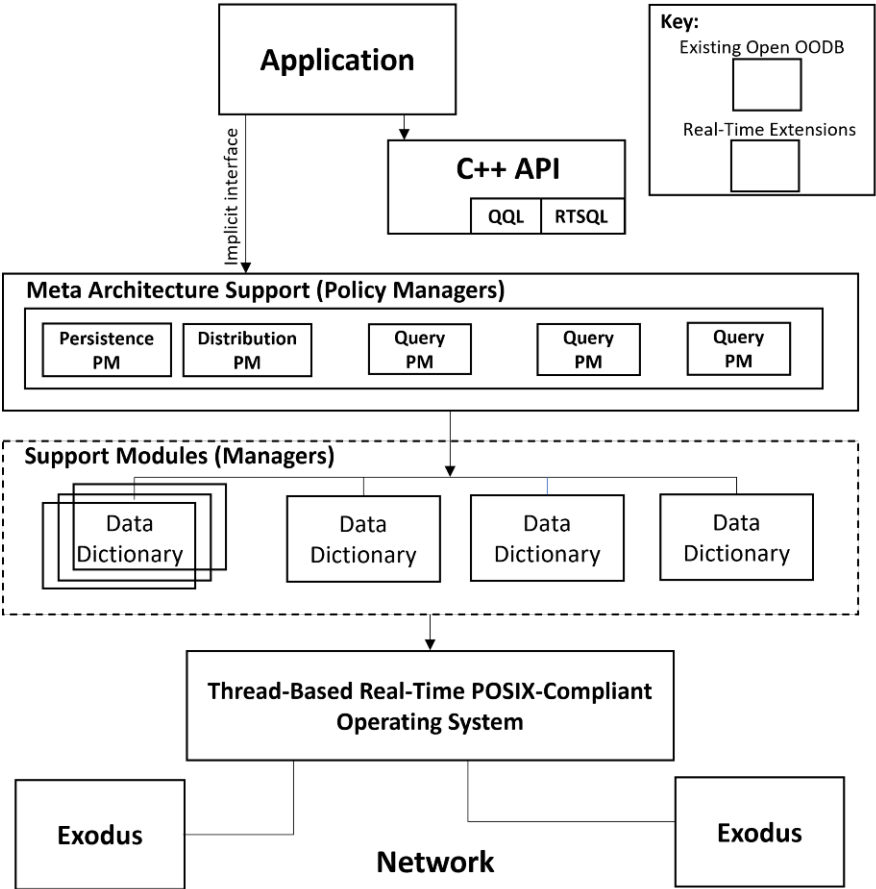 Application
Key:
Existing Open OODB
Real-Time Extensions
Implicit interface
C++ API
QQL
RTSQL
Meta Architecture Support (Policy Managers)
Persistence
PM
Distribution
PM
Query
PM
Query
PM
Query
PM
Support Modules (Managers)
Data
Dictionary
Data
Dictionary
Data
Dictionary
Data
Dictionary
Thread-Based Real-Time POSIX-Compliant
Operating System
Exodus
Exodus
Network